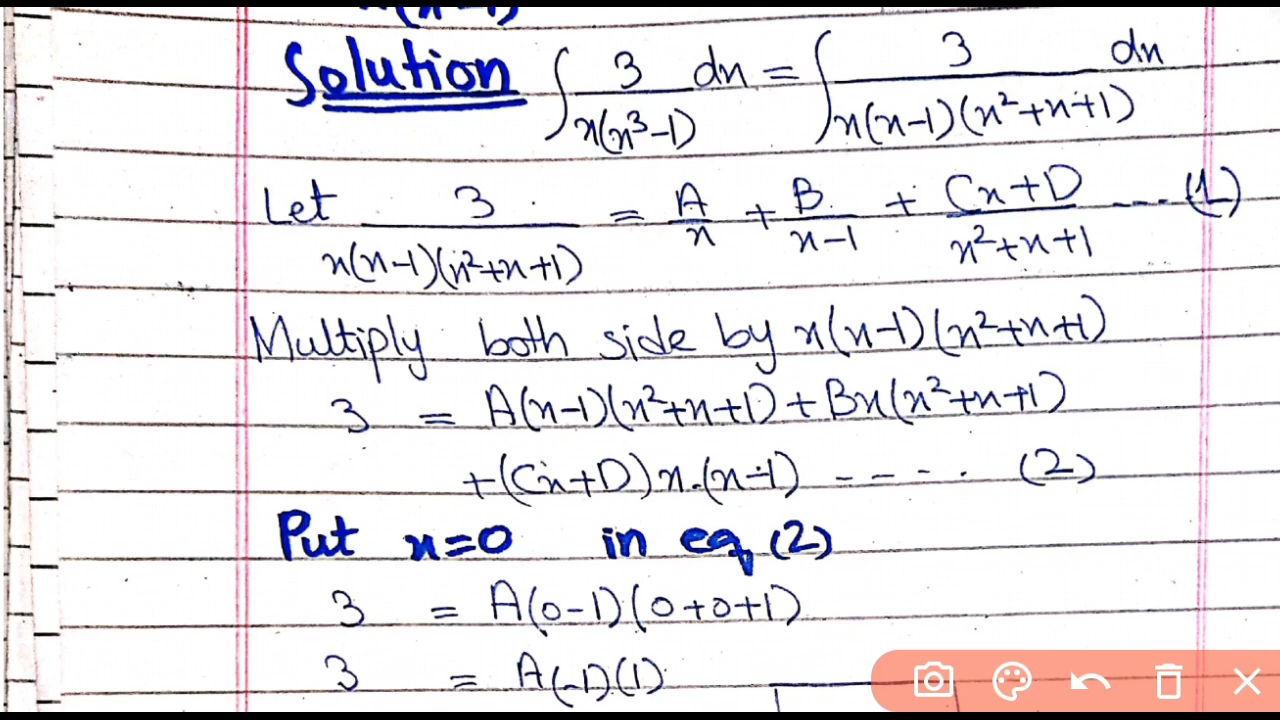 Solution ∫ 3/x(x³-1) dx = ∫ 3/x(x-1)(x²+x+1) dx
Let 3/x(x-1)(x²+x+1) = A/x + B/x-1 + Cx+D/x²+x+1 --- (1)
Multiply both side by x(x-1)(x²+x+1)
3 = A(x-1)(x²+x+1) + Bx(x²+x+1)
+(Cx+D)x.(x-1) ---- (2)
Put x=0 in eq (2)
3 = A(0-1)(0+0+1)
3 = A(-1)(1)